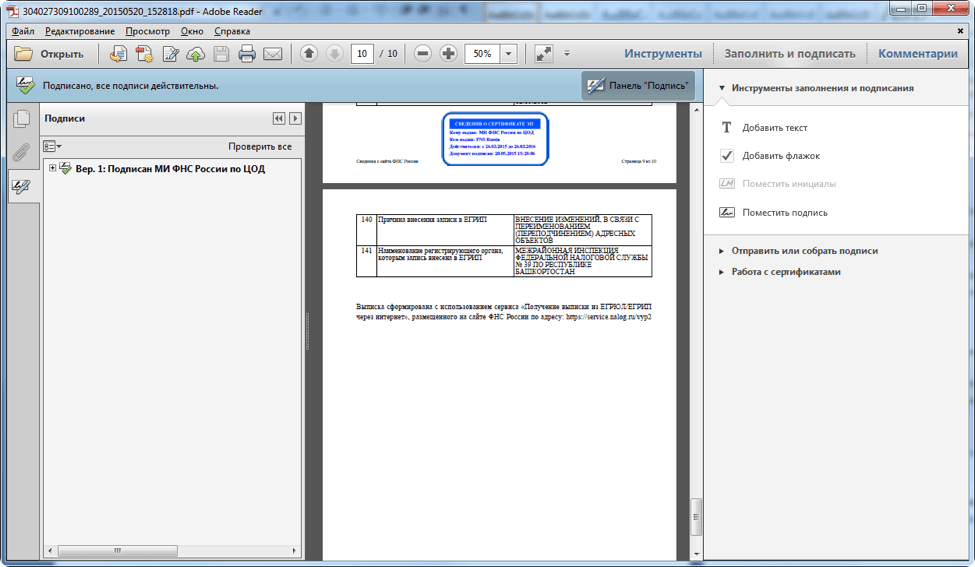 304027309100289_20150520_152818.pdf - Adobe Reader
Файл Редактирование Просмотр Окно Справка
Открыть 10 / 10 50% Инструменты Заполнить и подписать Комментарии
Подписано, все подписи действительны.
Панель "Подпись"
Подписи
Проверить все
Вер. 1: Подписан МИ ФНС России по ЦОД
СВЕДЕНИЯ О СЕРТИФИКАТЕ ЭП
Кому выдан: МИ ФНС России по ЦОД
Кем выдан: FNS Russia
Действителен: с 26.02.2015 до 26.02.2016
Документ подписан: 20.05.2015 15:28:06
Сведения с сайта ФНС России
Страница 9 из 10
140 Причина внесения записи в ЕГРИП ВНЕСЕНИЕ ИЗМЕНЕНИЙ, В СВЯЗИ С
ПЕРЕИМЕНОВАНИЕМ
(ПЕРЕПОДЧИНЕНИЕМ) АДРЕСНЫХ
ОБЪЕКТОВ
141 Наименование регистрирующего органа, МЕЖРАЙОННАЯ ИНСПЕКЦИЯ
которым запись внесена в ЕГРИП ФЕДЕРАЛЬНОЙ НАЛОГОВОЙ СЛУЖБЫ
№ 39 ПО РЕСПУБЛИКЕ
БАШКОРТОСТАН
Выписка сформирована с использованием сервиса «Получение выписки из ЕГРЮЛ/ЕГРИП
через интернет», размещенного на сайте ФНС России по адресу: https://service.nalog.ru/vyp2
Инструменты заполнения и подписания
Добавить текст
Добавить флажок
Поместить инициалы
Поместить подпись
Отправить или собрать подписи
Работа с сертификатами